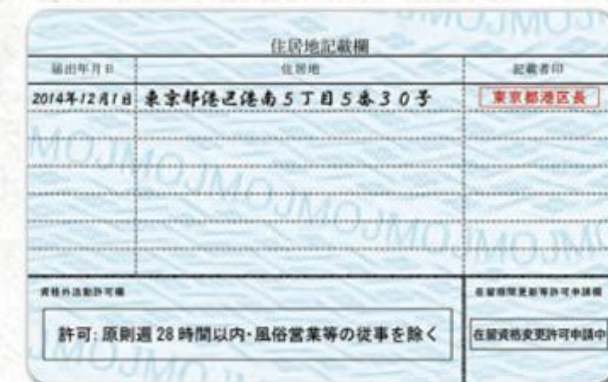 住居地記載欄
届出年月日 住居地 記載者印
2014年12月1日 東京都港区港南5丁目5番30号 東京都港区長
MOJMOJMOJMOJMOJ
資格外活動許可欄 在留期間更新等許可申請欄
許可:原則週28時間以内・風俗営業等の従事を除く 在留資格変更許可申請中